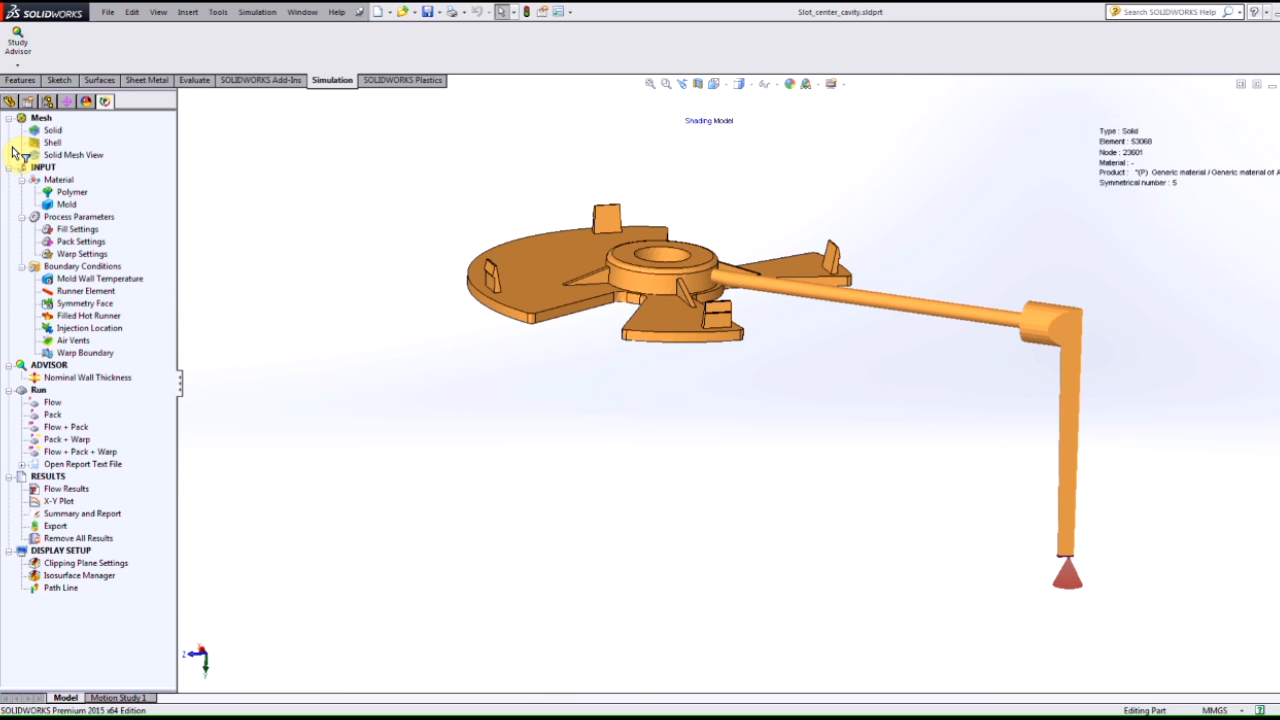 SOLIDWORKS
File Edit View Insert Tools Simulation Window Help
Slot_center_cavity.sldprt
Search SOLIDWORKS Help
Study
Advisor
Features Sketch Surfaces Sheet Metal Evaluate SOLIDWORKS Add-Ins Simulation SOLIDWORKS Plastics
Mesh
Solid
Shell
Solid Mesh View
INPUT
Material
Polymer
Mold
Process Parameters
Fill Settings
Pack Settings
Warp Settings
Boundary Conditions
Mold Wall Temperature
Runner Element
Symmetry Face
Filled Hot Runner
Injection Location
Air Vents
Warp Boundary
ADVISOR
Nominal Wall Thickness
Run
Flow
Pack
Flow + Pack
Pack + Warp
Flow + Pack + Warp
Open Report Text File
RESULTS
Flow Results
X-Y Plot
Summary and Report
Export
Remove All Results
DISPLAY SETUP
Clipping Plane Settings
Isosurface Manager
Path Line
Shading Model
Type : Solid
Element : 53068
Node : 23601
Material : -
Product : "(P) Generic material / Generic material of A
Symmetrical number : 5
Z
Model Motion Study 1
SOLIDWORKS Premium 2015 x64 Edition
Editing Part MMGS